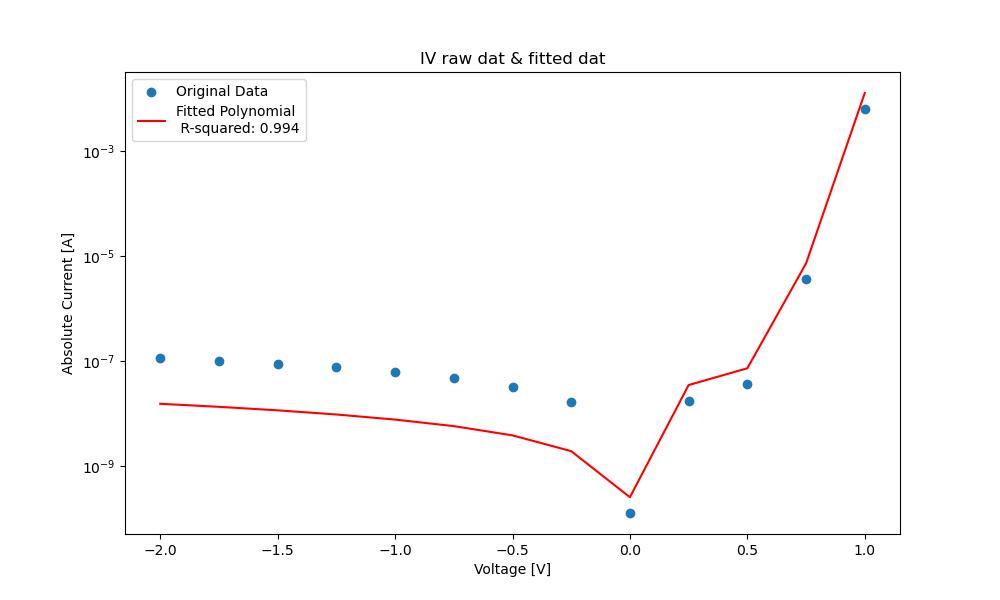 IV raw dat & fitted dat
Original Data
Fitted Polynomial
R-squared: 0.994
Absolute Current [A]
10⁻³
10⁻⁵
10⁻⁷
10⁻⁹
−2.0 −1.5 −1.0 −0.5 0.0 0.5 1.0
Voltage [V]